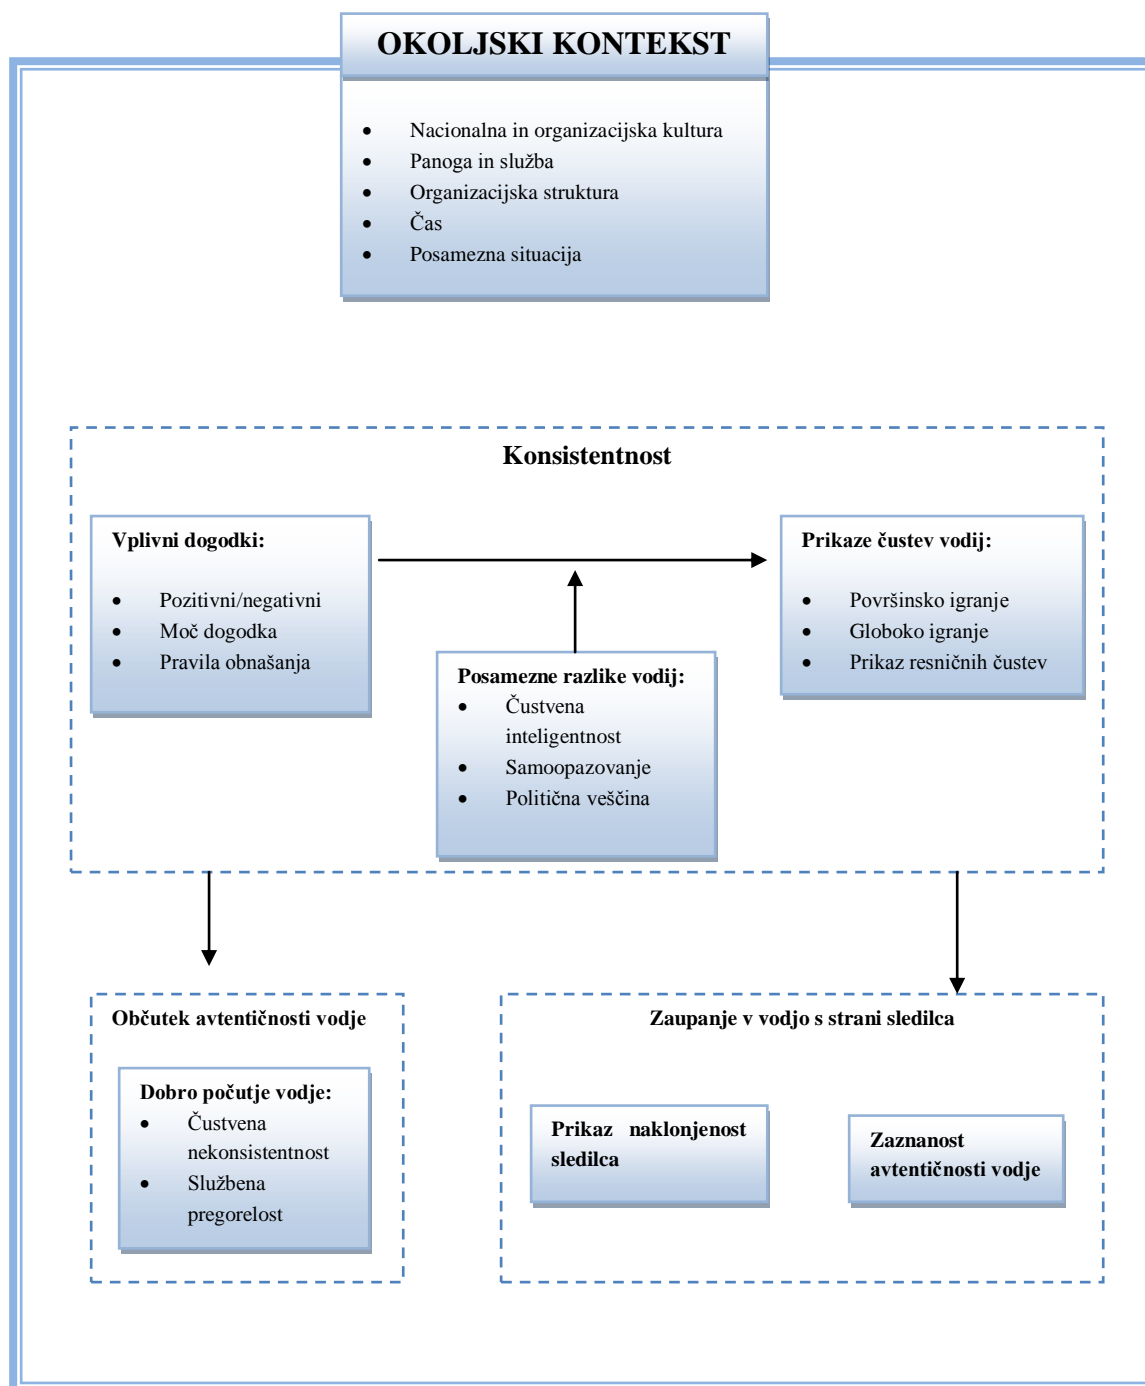 OKOLJSKI KONTEKST
• Nacionalna in organizacijska kultura
• Panoga in služba
• Organizacijska struktura
• Čas
• Posamezna situacija
Konsistentnost
Vplivni dogodki:
• Pozitivni/negativni
• Moč dogodka
• Pravila obnašanja
Posamezne razlike vodij:
• Čustvena
inteligentnost
• Samoopazovanje
• Politična veščina
Prikaze čustev vodij:
• Površinsko igranje
• Globoko igranje
• Prikaz resničnih čustev
Občutek avtentičnosti vodje
Dobro počutje vodje:
• Čustvena
nekonsistentnost
• Službena
pregorelost
Zaupanje v vodjo s strani sledilca
Prikaz naklonjenost
sledilca
Zaznanost
avtentičnosti vodje